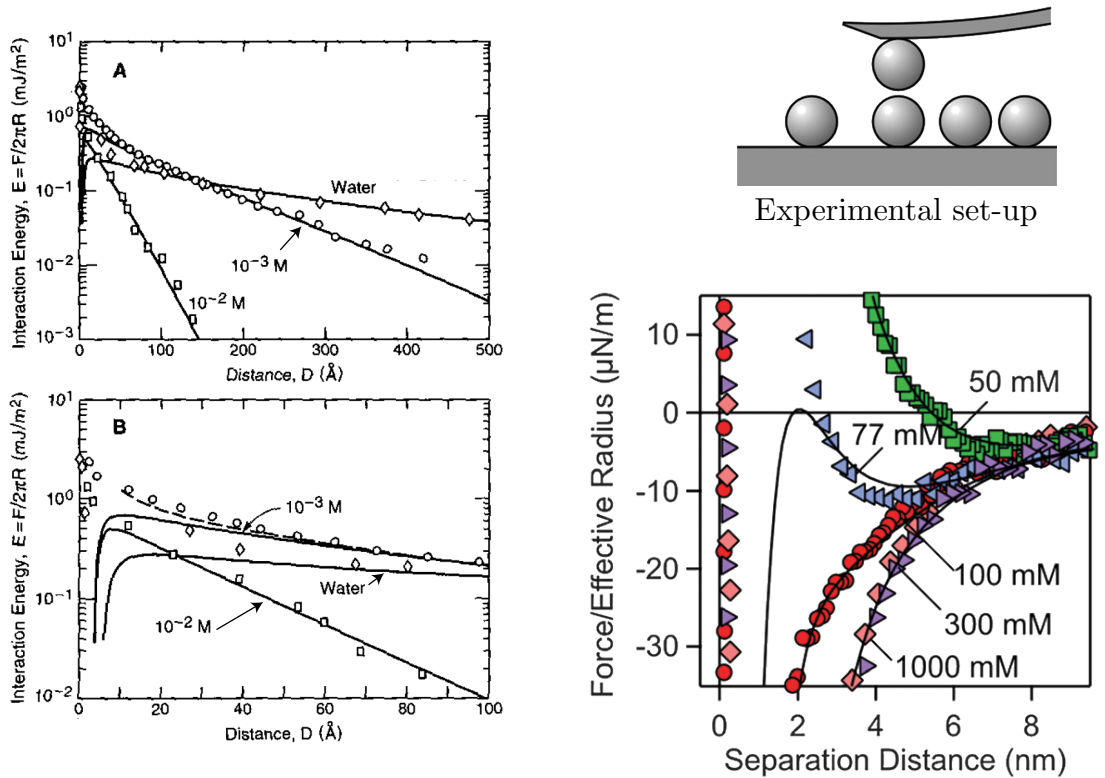 Interaction Energy, E = F/2πR (mJ/m²)
A
10¹
10⁰
10⁻¹
10⁻²
10⁻³
Water
10⁻³ M
10⁻² M
0
100
200
300
400
500
Distance, D (Å)
Interaction Energy, E = F/2πR (mJ/m²)
B
10¹
10⁰
10⁻¹
10⁻²
10⁻³ M
Water
10⁻² M
0
20
40
60
80
100
Distance, D (Å)
Experimental set-up
Force/Effective Radius (µN/m)
10
0
-10
-20
-30
50 mM
77 mM
100 mM
300 mM
1000 mM
0
2
4
6
8
Separation Distance (nm)